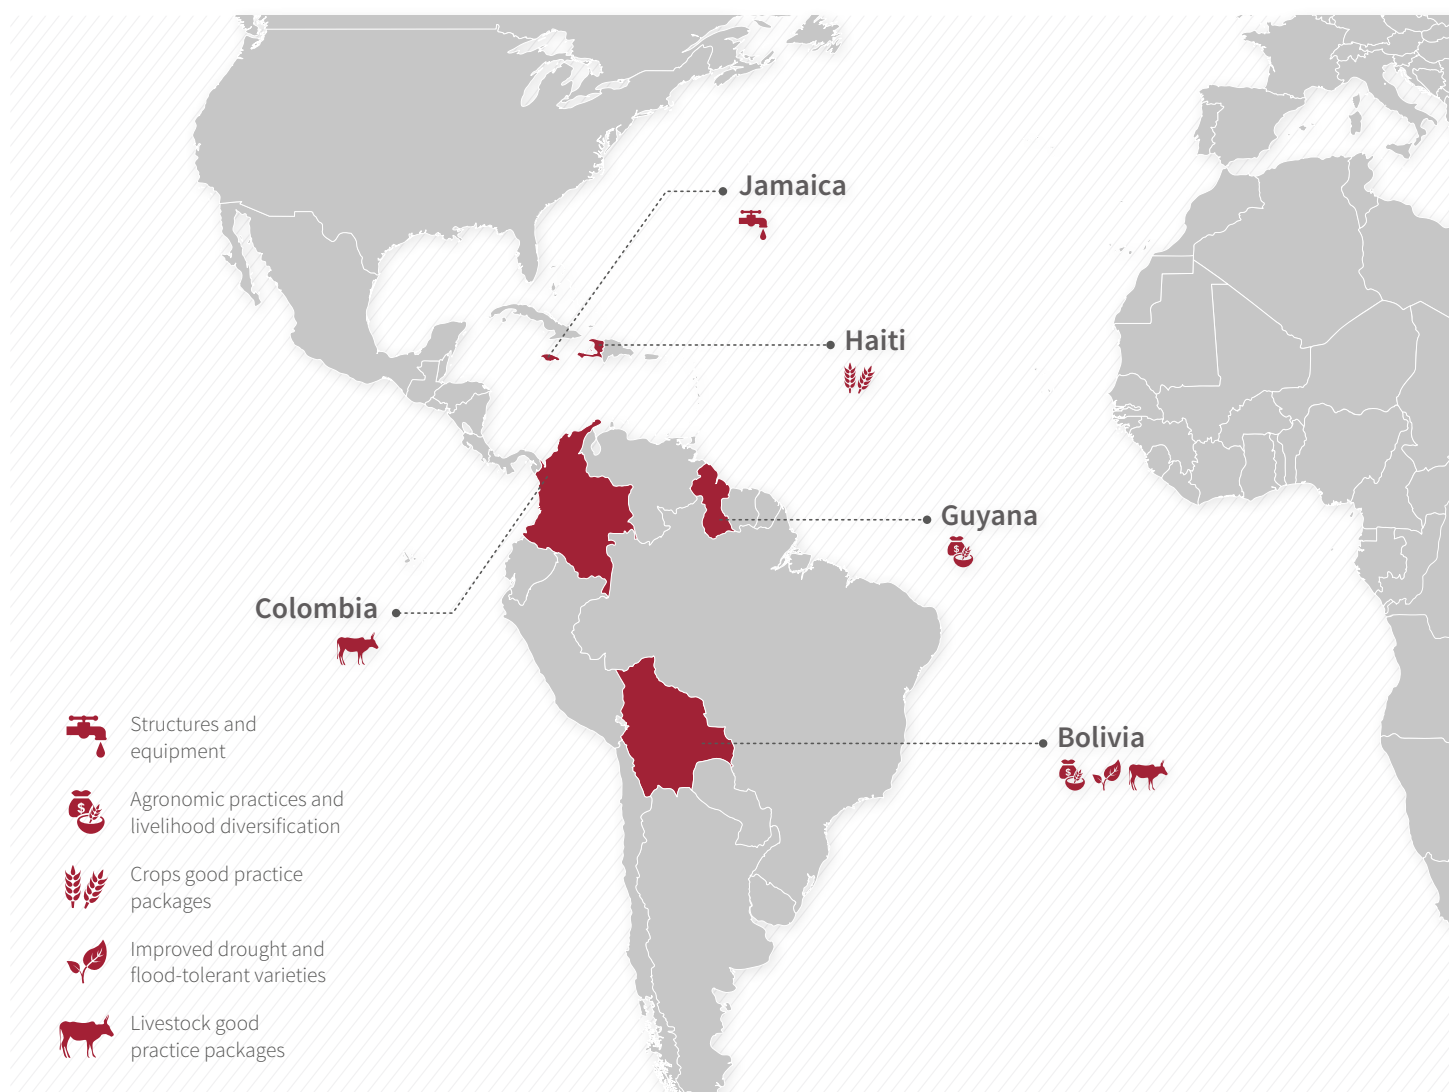 Jamaica
Haiti
Guyana
Colombia
Bolivia
Structures and
equipment
$
Agronomic practices and
livelihood diversification
Crops good practice
packages
Improved drought and
flood-tolerant varieties
Livestock good
practice packages